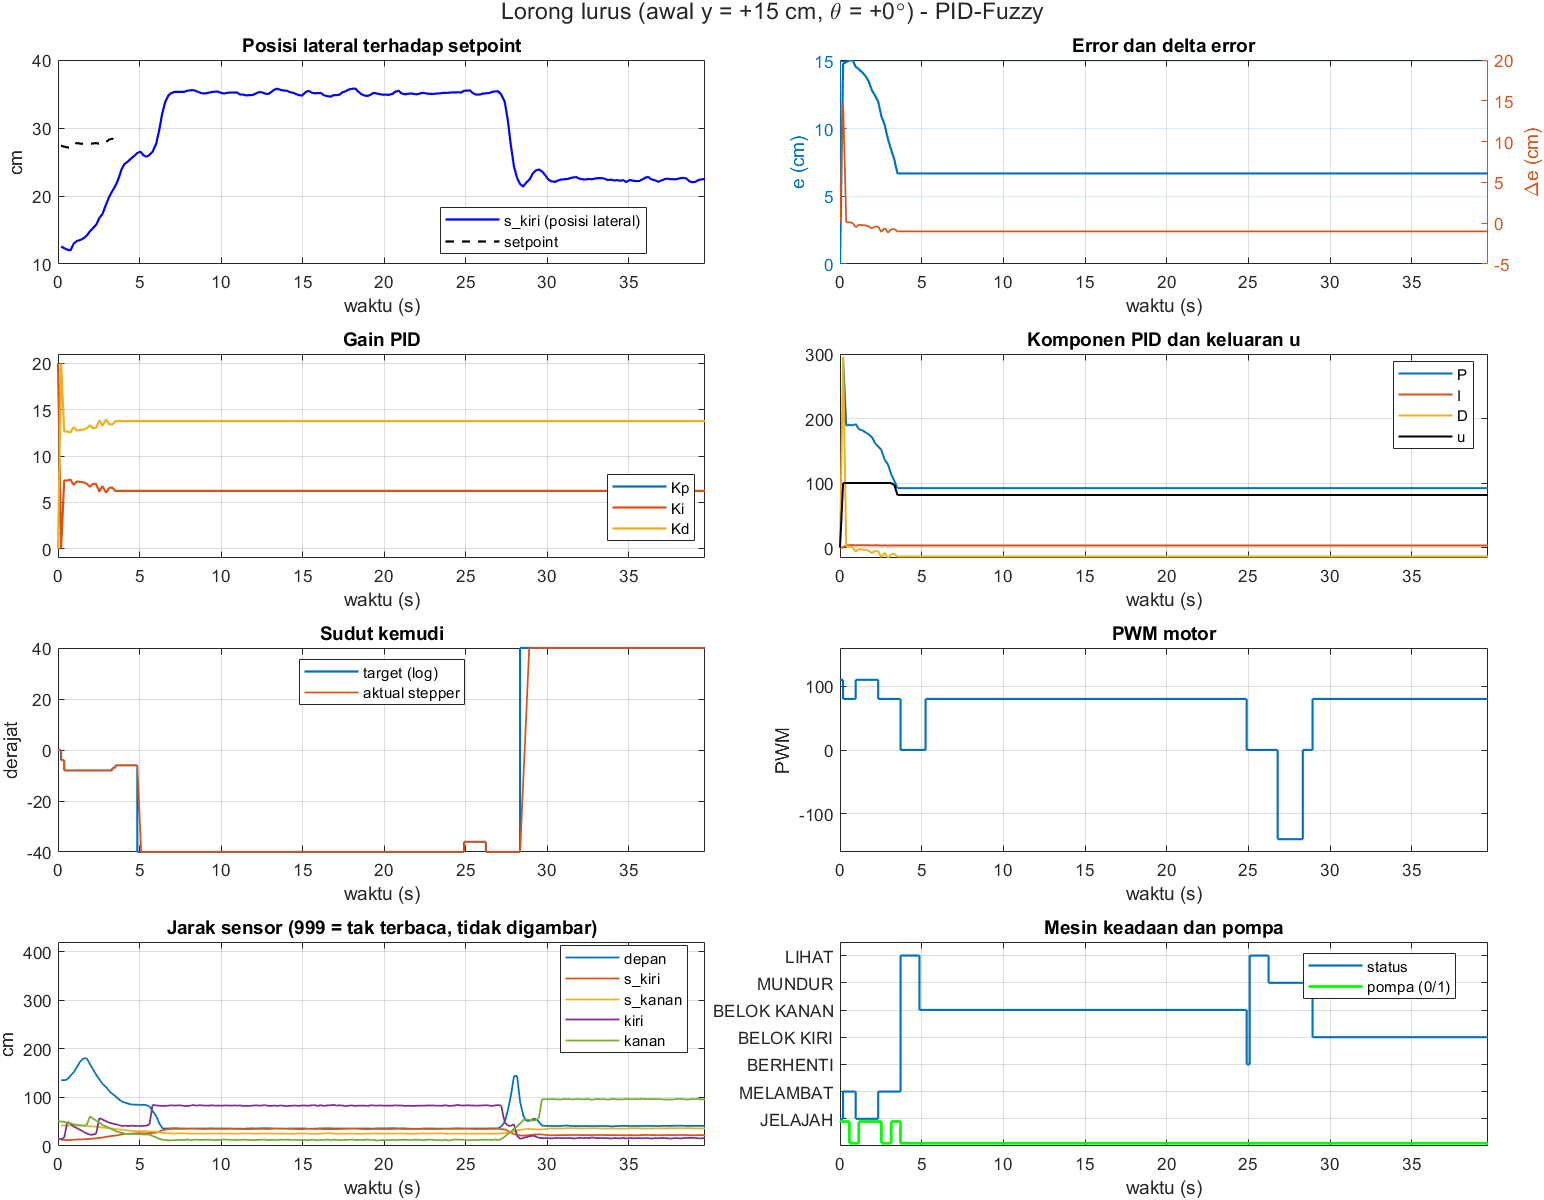 Lorong lurus (awal y = +15 cm, θ = +0°) - PID-Fuzzy
Posisi lateral terhadap setpoint
40
30
20
10
cm
0 5 10 15 20 25 30 35
waktu (s)
s_kiri (posisi lateral)
setpoint
Error dan delta error
15
10
5
0
e (cm)
20
15
10
5
0
-5
Δe (cm)
0 5 10 15 20 25 30 35
waktu (s)
Gain PID
20
15
10
5
0
0 5 10 15 20 25 30 35
waktu (s)
Kp
Ki
Kd
Komponen PID dan keluaran u
300
200
100
0
0 5 10 15 20 25 30 35
waktu (s)
P
I
D
u
Sudut kemudi
40
20
0
-20
-40
derajat
0 5 10 15 20 25 30 35
waktu (s)
target (log)
aktual stepper
PWM motor
100
0
-100
PWM
0 5 10 15 20 25 30 35
waktu (s)
Jarak sensor (999 = tak terbaca, tidak digambar)
400
300
200
100
0
cm
0 5 10 15 20 25 30 35
waktu (s)
depan
s_kiri
s_kanan
kiri
kanan
Mesin keadaan dan pompa
LIHAT
MUNDUR
BELOK KANAN
BELOK KIRI
BERHENTI
MELAMBAT
JELAJAH
0 5 10 15 20 25 30 35
waktu (s)
status
pompa (0/1)